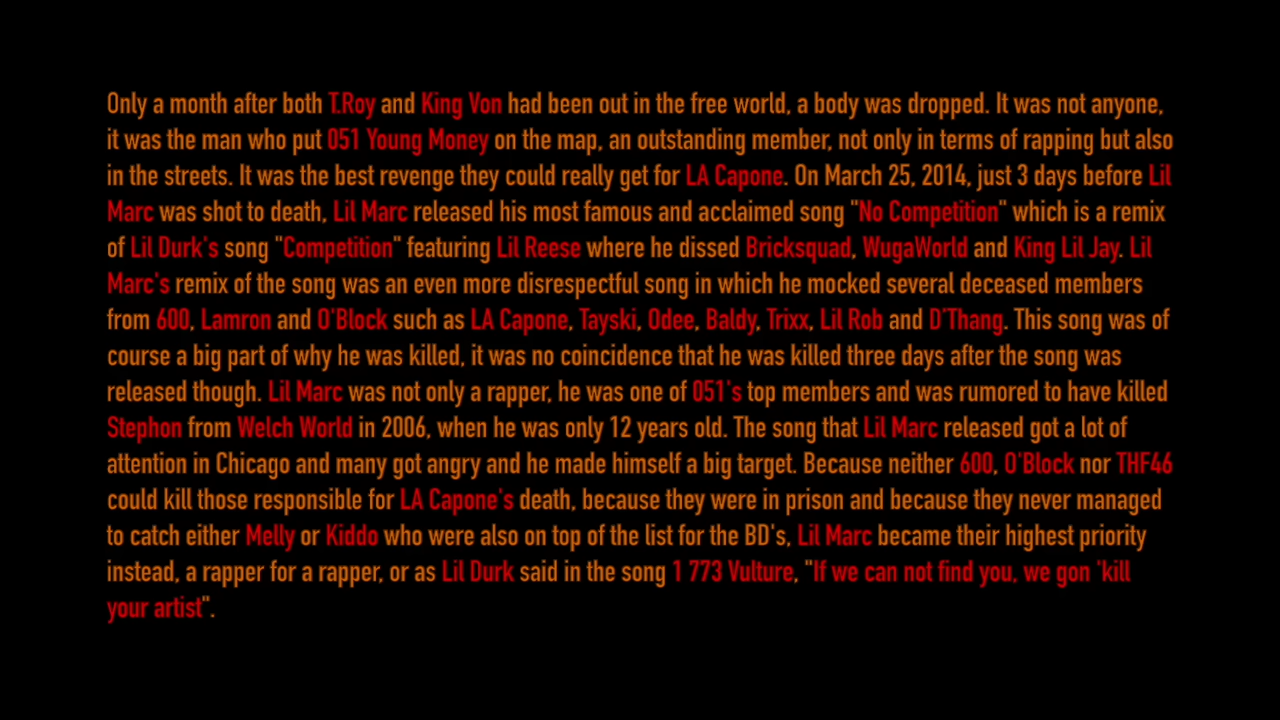 Only a month after both T.Roy and King Von had been out in the free world, a body was dropped. It was not anyone,
it was the man who put 051 Young Money on the map, an outstanding member, not only in terms of rapping but also
in the streets. It was the best revenge they could really get for LA Capone. On March 25, 2014, just 3 days before Lil
Marc was shot to death, Lil Marc released his most famous and acclaimed song "No Competition" which is a remix
of Lil Durk's song "Competition" featuring Lil Reese where he dissed Bricksquad, WugaWorld and King Lil Jay. Lil
Marc's remix of the song was an even more disrespectful song in which he mocked several deceased members
from 600, Lamron and O'Block such as LA Capone, Tayski, Odee, Baldy, Trixx, Lil Rob and D'Thang. This song was of
course a big part of why he was killed, it was no coincidence that he was killed three days after the song was
released though. Lil Marc was not only a rapper, he was one of 051's top members and was rumored to have killed
Stephon from Welch World in 2006, when he was only 12 years old. The song that Lil Marc released got a lot of
attention in Chicago and many got angry and he made himself a big target. Because neither 600, O'Block nor THF46
could kill those responsible for LA Capone's death, because they were in prison and because they never managed
to catch either Melly or Kiddo who were also on top of the list for the BD's, Lil Marc became their highest priority
instead, a rapper for a rapper, or as Lil Durk said in the song 1 773 Vulture, "If we can not find you, we gon 'kill
your artist".